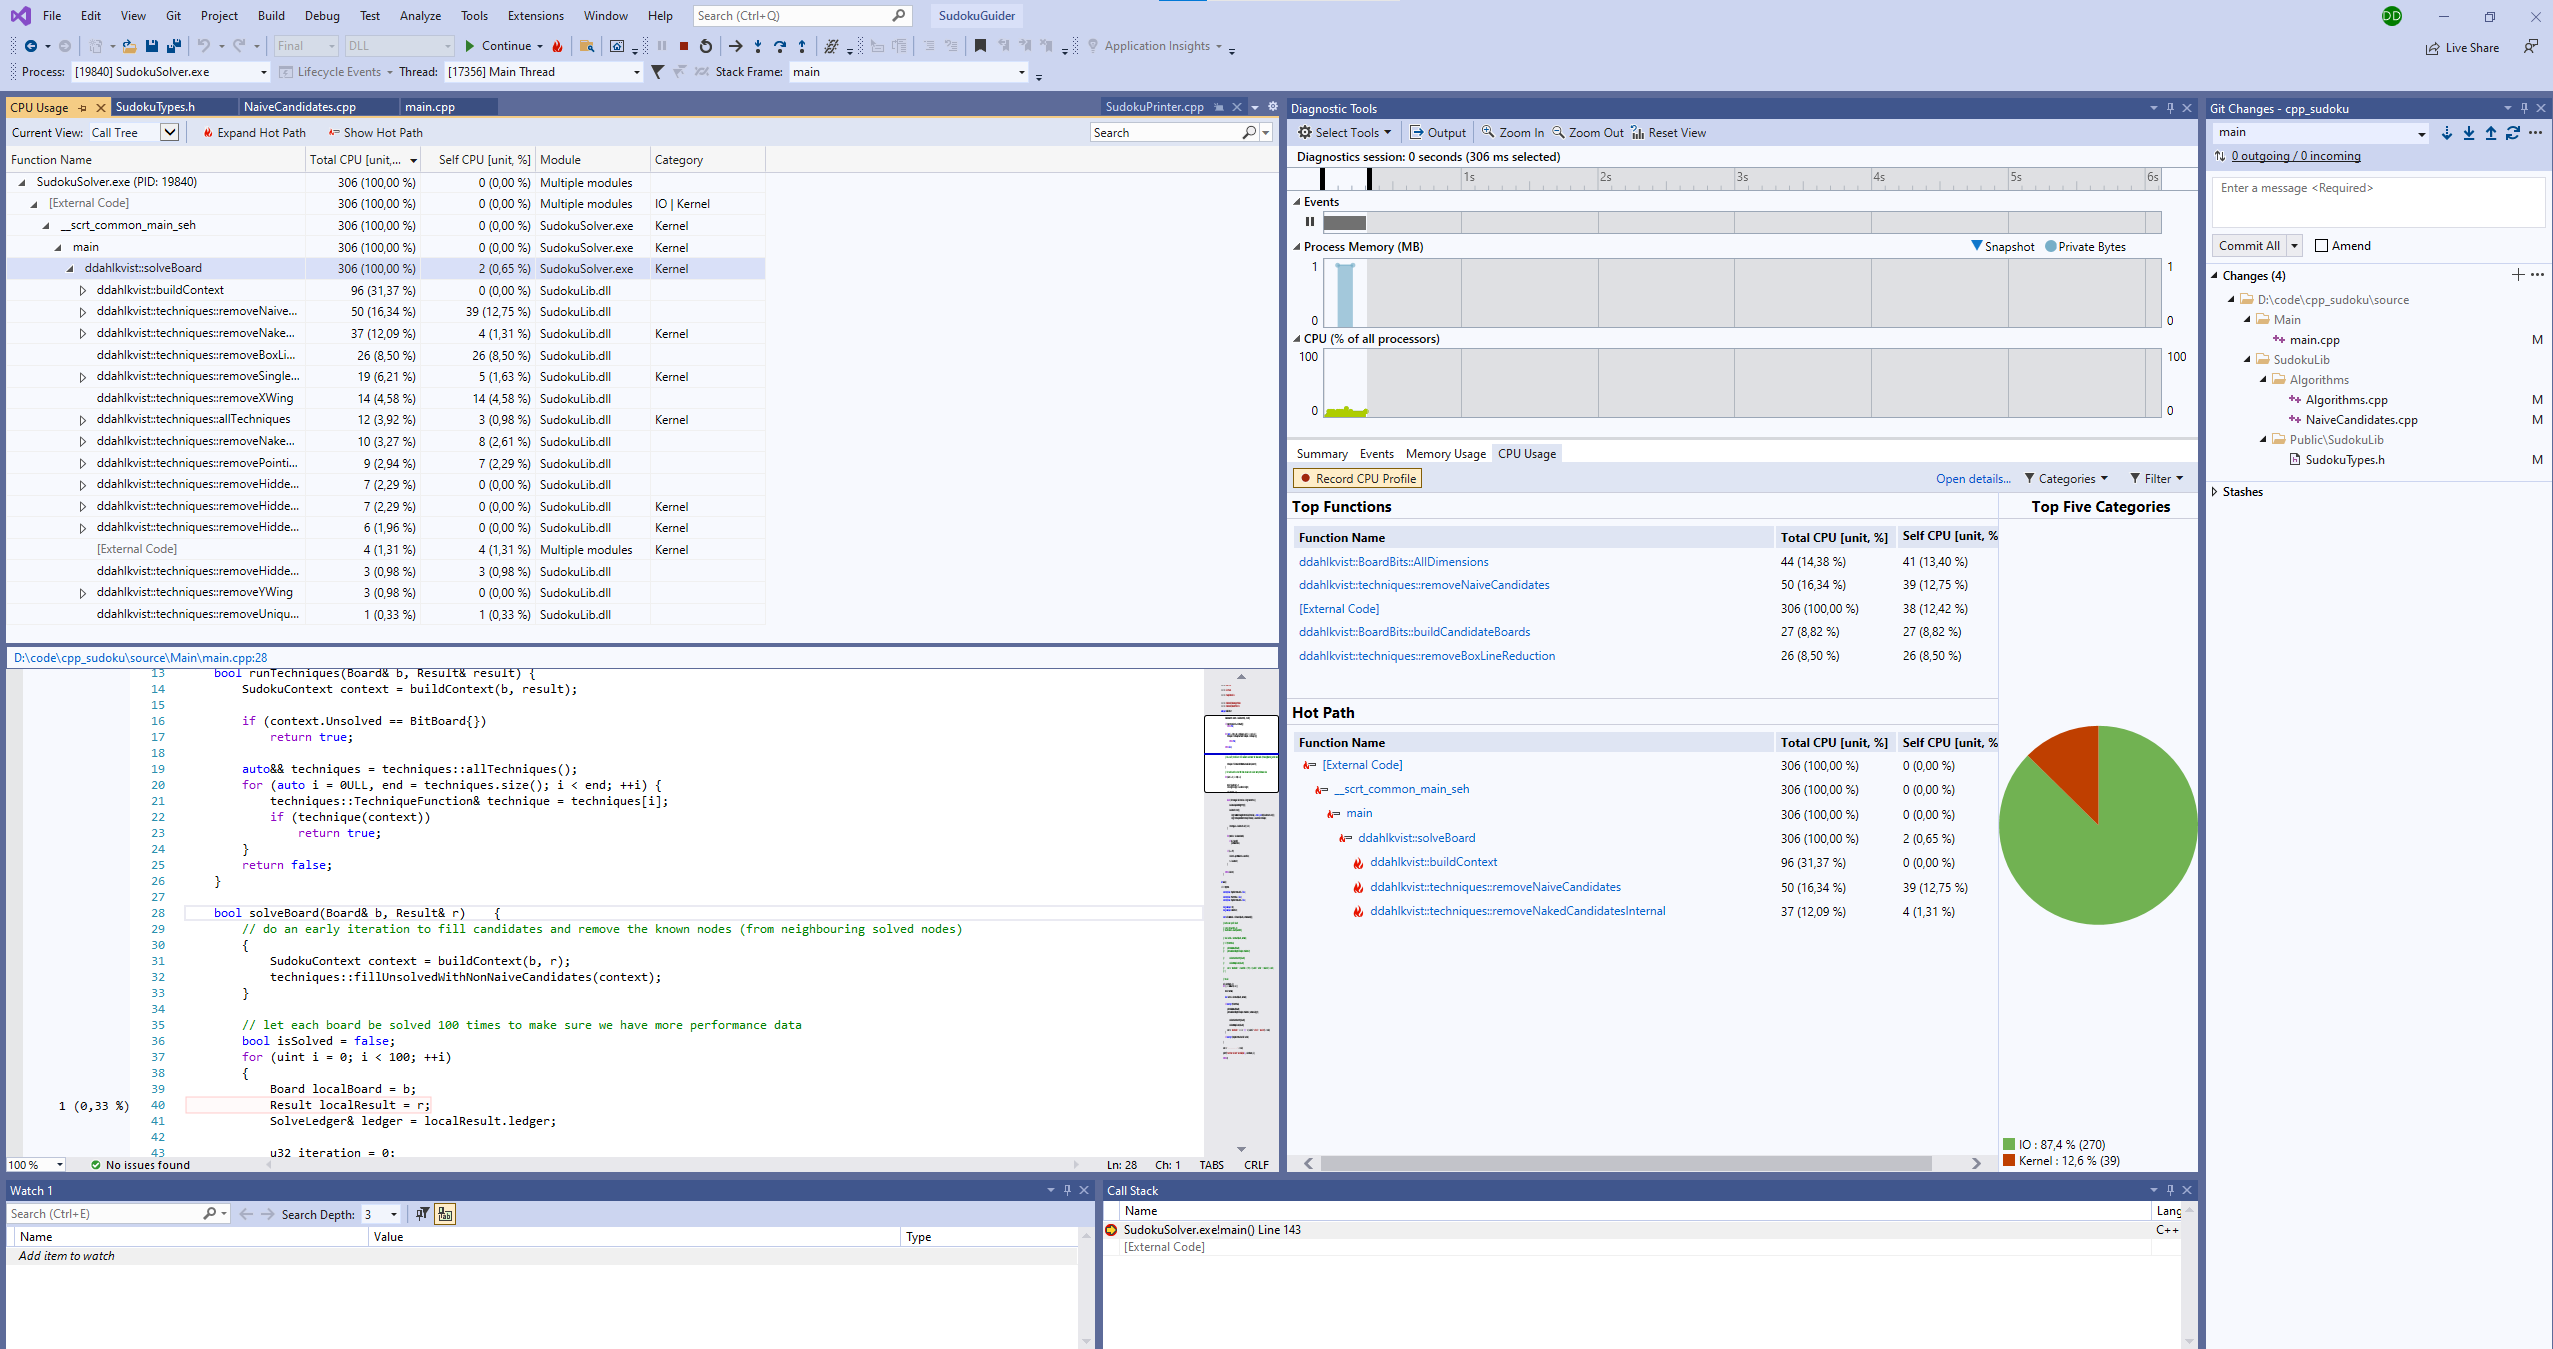 File Edit View Git Project Build Debug Test Analyze Tools Extensions Window Help Search (Ctrl+Q) SudokuGuider DD
Final DLL Continue Application Insights Live Share
Process: [19840] SudokuSolver.exe Lifecycle Events Thread: [17356] Main Thread Stack Frame: main
CPU Usage SudokuTypes.h NaiveCandidates.cpp main.cpp SudokuPrinter.cpp
Current View: Call Tree Expand Hot Path Show Hot Path Search
Function Name Total CPU [unit,... Self CPU [unit, %] Module Category
SudokuSolver.exe (PID: 19840) 306 (100,00 %) 0 (0,00 %) Multiple modules
[External Code] 306 (100,00 %) 0 (0,00 %) Multiple modules IO | Kernel
__scrt_common_main_seh 306 (100,00 %) 0 (0,00 %) SudokuSolver.exe Kernel
main 306 (100,00 %) 0 (0,00 %) SudokuSolver.exe Kernel
ddahlkvist::solveBoard 306 (100,00 %) 2 (0,65 %) SudokuSolver.exe Kernel
ddahlkvist::buildContext 96 (31,37 %) 0 (0,00 %) SudokuLib.dll
ddahlkvist::techniques::removeNaive... 50 (16,34 %) 39 (12,75 %) SudokuLib.dll
ddahlkvist::techniques::removeNake... 37 (12,09 %) 4 (1,31 %) SudokuLib.dll Kernel
ddahlkvist::techniques::removeBoxLi... 26 (8,50 %) 26 (8,50 %) SudokuLib.dll
ddahlkvist::techniques::removeSingle... 19 (6,21 %) 5 (1,63 %) SudokuLib.dll Kernel
ddahlkvist::techniques::removeXWing 14 (4,58 %) 14 (4,58 %) SudokuLib.dll
ddahlkvist::techniques::allTechniques 12 (3,92 %) 3 (0,98 %) SudokuLib.dll Kernel
ddahlkvist::techniques::removeNake... 10 (3,27 %) 8 (2,61 %) SudokuLib.dll
ddahlkvist::techniques::removePointi... 9 (2,94 %) 7 (2,29 %) SudokuLib.dll
ddahlkvist::techniques::removeHidde... 7 (2,29 %) 0 (0,00 %) SudokuLib.dll
ddahlkvist::techniques::removeHidde... 7 (2,29 %) 0 (0,00 %) SudokuLib.dll Kernel
ddahlkvist::techniques::removeHidde... 6 (1,96 %) 0 (0,00 %) SudokuLib.dll Kernel
[External Code] 4 (1,31 %) 4 (1,31 %) Multiple modules Kernel
ddahlkvist::techniques::removeHidde... 3 (0,98 %) 3 (0,98 %) SudokuLib.dll
ddahlkvist::techniques::removeYWing 3 (0,98 %) 0 (0,00 %) SudokuLib.dll
ddahlkvist::techniques::removeUniqu... 1 (0,33 %) 1 (0,33 %) SudokuLib.dll
D:\code\cpp_sudoku\source\Main\main.cpp:28
13 bool runTechniques(Board& b, Result& result) {
14 SudokuContext context = buildContext(b, result);
15
16 if (context.Unsolved == BitBoard{})
17 return true;
18
19 auto&& techniques = techniques::allTechniques();
20 for (auto i = 0ULL, end = techniques.size(); i < end; ++i) {
21 techniques::TechniqueFunction& technique = techniques[i];
22 if (technique(context))
23 return true;
24 }
25 return false;
26 }
27
28 bool solveBoard(Board& b, Result& r) {
29 // do an early iteration to fill candidates and remove the known nodes (from neighbouring solved nodes)
30 {
31 SudokuContext context = buildContext(b, r);
32 techniques::fillUnsolvedWithNonNaiveCandidates(context);
33 }
34
35 // let each board be solved 100 times to make sure we have more performance data
36 bool isSolved = false;
37 for (uint i = 0; i < 100; ++i)
38 {
39 Board localBoard = b;
1 (0,33 %) 40 Result localResult = r;
41 SolveLedger& ledger = localResult.ledger;
42
43 u32 iteration = 0;
100 % No issues found Ln: 28 Ch: 1 TABS CRLF
Diagnostic Tools
Select Tools Output Zoom In Zoom Out Reset View
Diagnostics session: 0 seconds (306 ms selected)
1s 2s 3s 4s 5s 6s
Events
Process Memory (MB) Snapshot Private Bytes
1 1
0 0
CPU (% of all processors)
100 100
0 0
Summary Events Memory Usage CPU Usage
Record CPU Profile Open details... Categories Filter
Top Functions
Function Name Total CPU [unit, %] Self CPU [unit, %
ddahlkvist::BoardBits::AllDimensions 44 (14,38 %) 41 (13,40 %)
ddahlkvist::techniques::removeNaiveCandidates 50 (16,34 %) 39 (12,75 %)
[External Code] 306 (100,00 %) 38 (12,42 %)
ddahlkvist::BoardBits::buildCandidateBoards 27 (8,82 %) 27 (8,82 %)
ddahlkvist::techniques::removeBoxLineReduction 26 (8,50 %) 26 (8,50 %)
Hot Path
Function Name Total CPU [unit, %] Self CPU [unit, %
[External Code] 306 (100,00 %) 0 (0,00 %)
__scrt_common_main_seh 306 (100,00 %) 0 (0,00 %)
main 306 (100,00 %) 0 (0,00 %)
ddahlkvist::solveBoard 306 (100,00 %) 2 (0,65 %)
ddahlkvist::buildContext 96 (31,37 %) 0 (0,00 %)
ddahlkvist::techniques::removeNaiveCandidates 50 (16,34 %) 39 (12,75 %)
ddahlkvist::techniques::removeNakedCandidatesInternal 37 (12,09 %) 4 (1,31 %)
Top Five Categories
IO : 87,4 % (270)
Kernel : 12,6 % (39)
Git Changes - cpp_sudoku
main
0 outgoing / 0 incoming
Enter a message <Required>
Commit All Amend
Changes (4)
D:\code\cpp_sudoku\source
Main
main.cpp M
SudokuLib
Algorithms
Algorithms.cpp M
NaiveCandidates.cpp M
Public\SudokuLib
SudokuTypes.h M
Stashes
Watch 1
Search (Ctrl+E) Search Depth: 3
Name Value Type
Add item to watch
Call Stack
Name Lang
SudokuSolver.exe!main() Line 143 C++
[External Code]